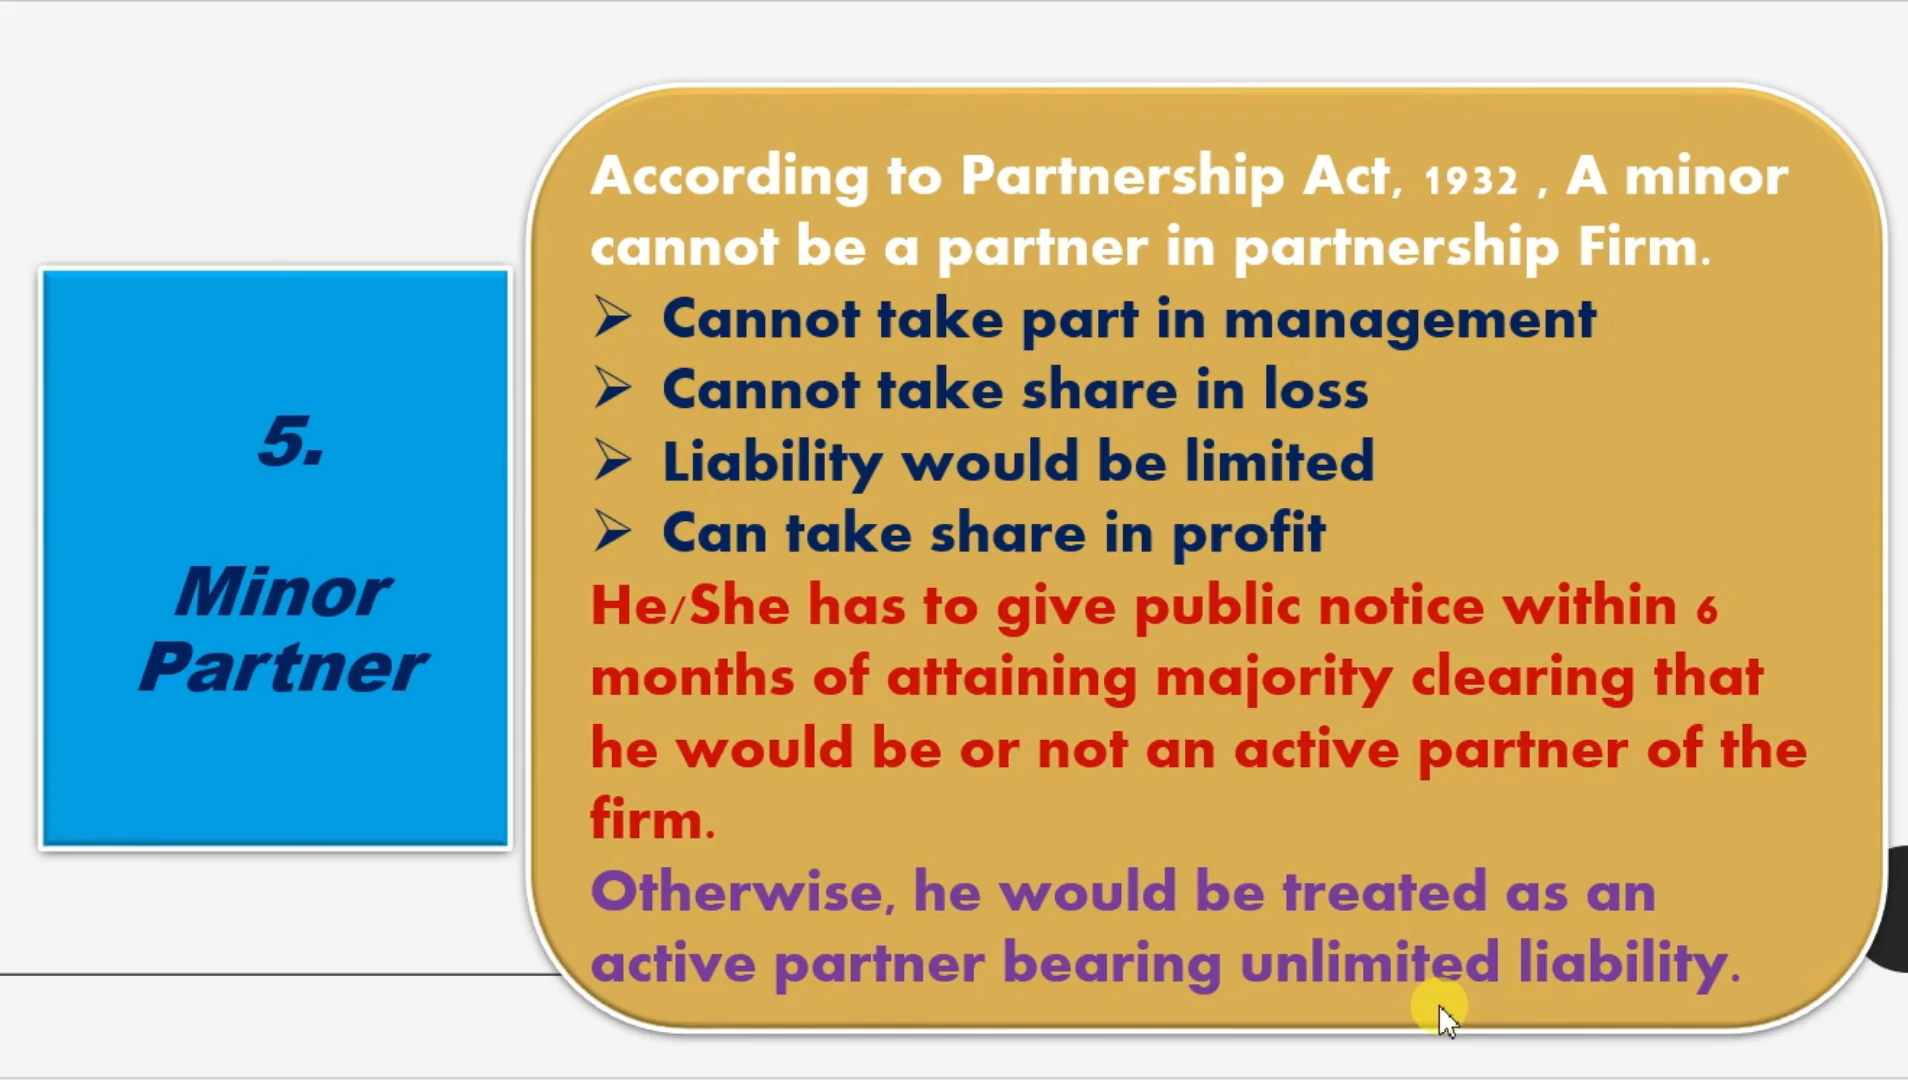 5.
Minor
Partner
According to Partnership Act, 1932 , A minor
cannot be a partner in partnership Firm.
➢ Cannot take part in management
➢ Cannot take share in loss
➢ Liability would be limited
➢ Can take share in profit
He/She has to give public notice within 6
months of attaining majority clearing that
he would be or not an active partner of the
firm.
Otherwise, he would be treated as an
active partner bearing unlimited liability.